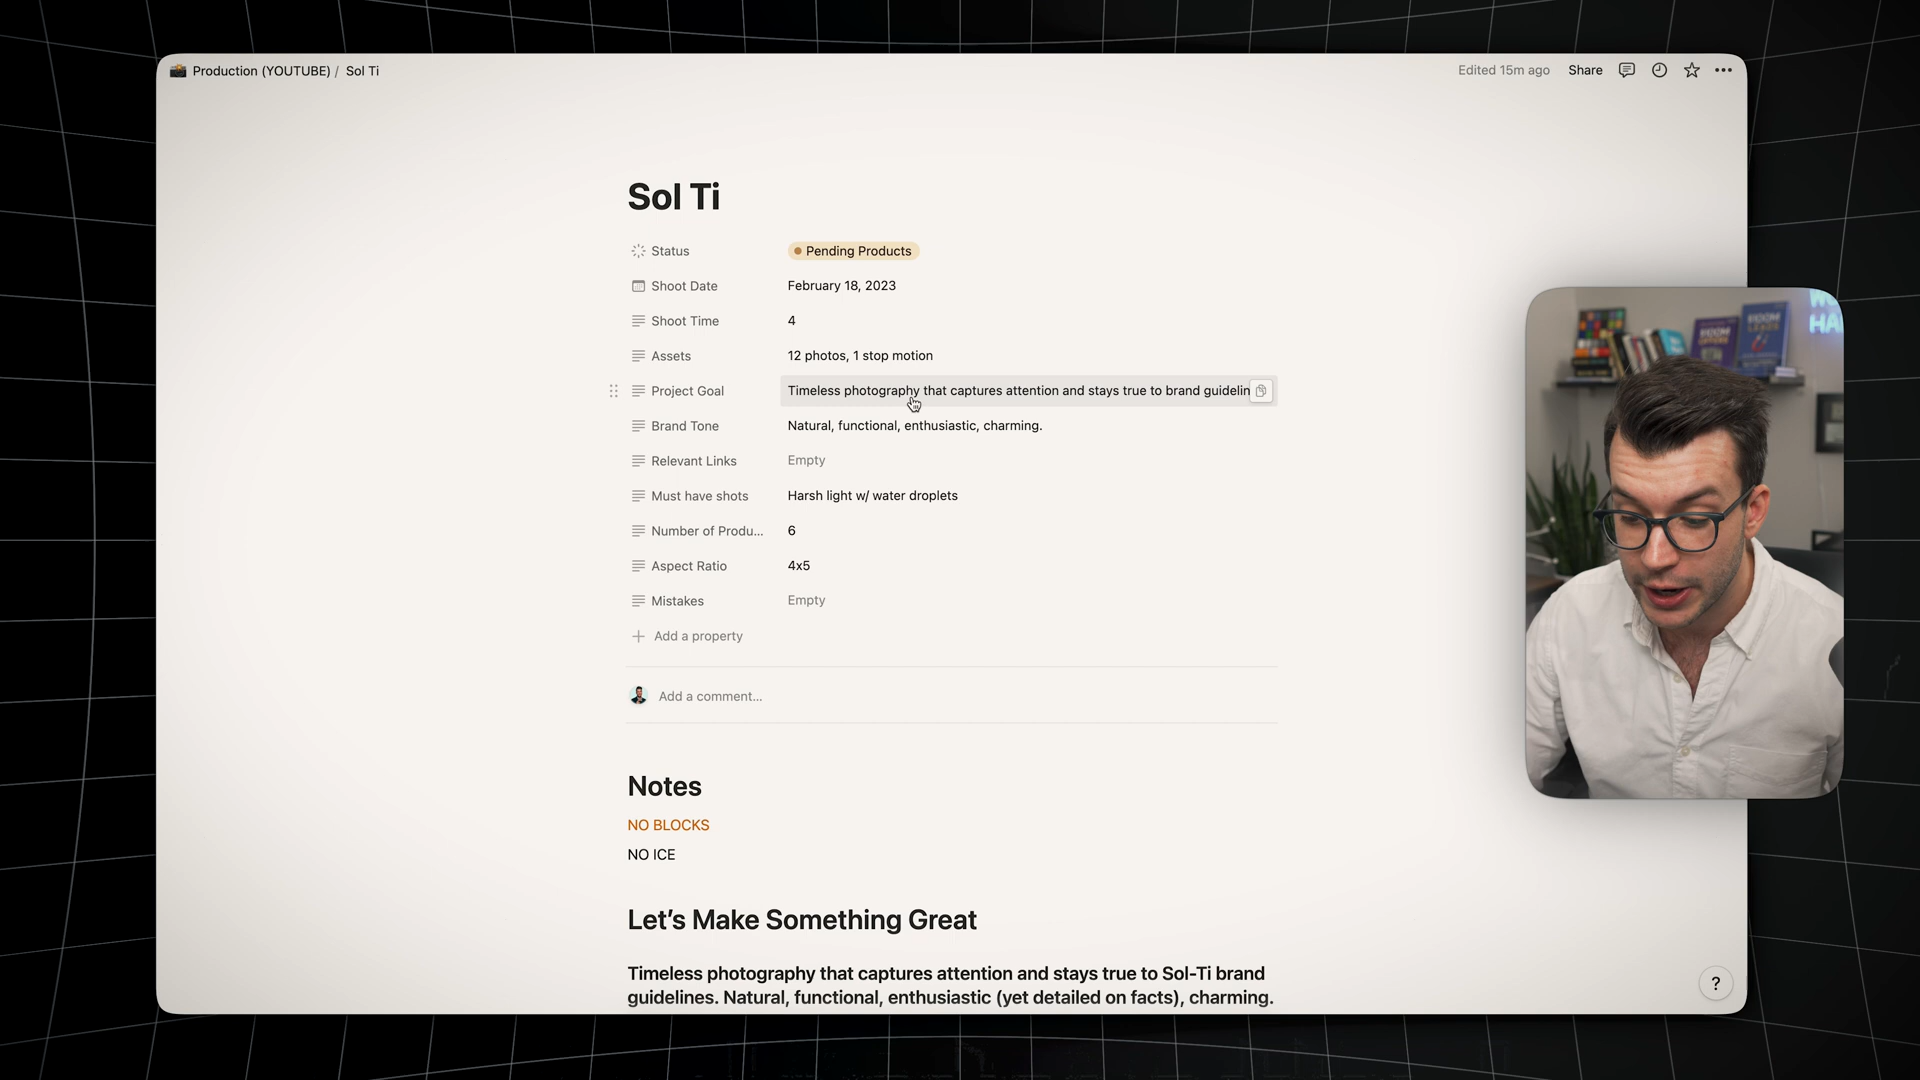 Production (YOUTUBE) / Sol Ti
Edited 15m ago
Share
Sol Ti
Status
Pending Products
Shoot Date
February 18, 2023
Shoot Time
4
Assets
12 photos, 1 stop motion
Project Goal
Timeless photography that captures attention and stays true to brand guidelin
Brand Tone
Natural, functional, enthusiastic, charming.
Relevant Links
Empty
Must have shots
Harsh light w/ water droplets
Number of Produ...
6
Aspect Ratio
4x5
Mistakes
Empty
Add a property
Add a comment...
Notes
NO BLOCKS
NO ICE
Let's Make Something Great
Timeless photography that captures attention and stays true to Sol-Ti brand
guidelines. Natural, functional, enthusiastic (yet detailed on facts), charming.
?
HA